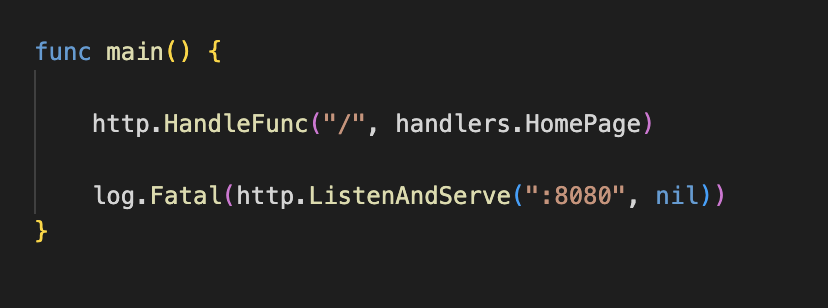 func main() {
    http.HandleFunc("/", handlers.HomePage)
    log.Fatal(http.ListenAndServe(":8080", nil))
}